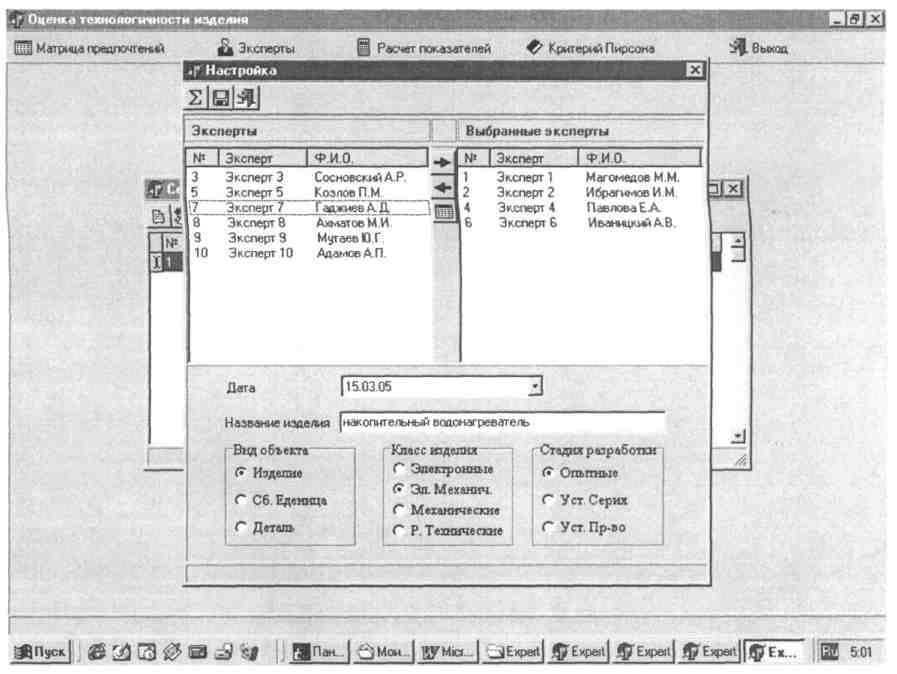 Оценка технологичности изделия
Матрица предпочтений Эксперты Расчет показателей Критерий Пирсона Выход
Настройка
Эксперты Выбранные эксперты
№ Эксперт Ф.И.О. № Эксперт Ф.И.О.
3 Эксперт 3 Сосновский А.Р. 1 Эксперт 1 Магомедов М.М.
5 Эксперт 5 Козлов П.М. 2 Эксперт 2 Ибрагимов И.М.
7 Эксперт 7 Гаджиев А.Д. 4 Эксперт 4 Павлова Е.А.
8 Эксперт 8 Ахматов М.И. 6 Эксперт 6 Иваницкий А.В.
9 Эксперт 9 Мутаев Ю.Г.
10 Эксперт 10 Адамов А.П.
№
1
Дата 15.03.05
Название изделия накопительный водонагреватель
Вид объекта Класс изделия Стадия разработки
Изделие Электронные Опытные
Сб. Еденица Эл. Механич. Уст. Серих
Деталь Механические Уст. Пр-во
Р. Технические
Пуск Пан... Мои... Micr... Expert Expert Expert Expert Ex... RU 5:01